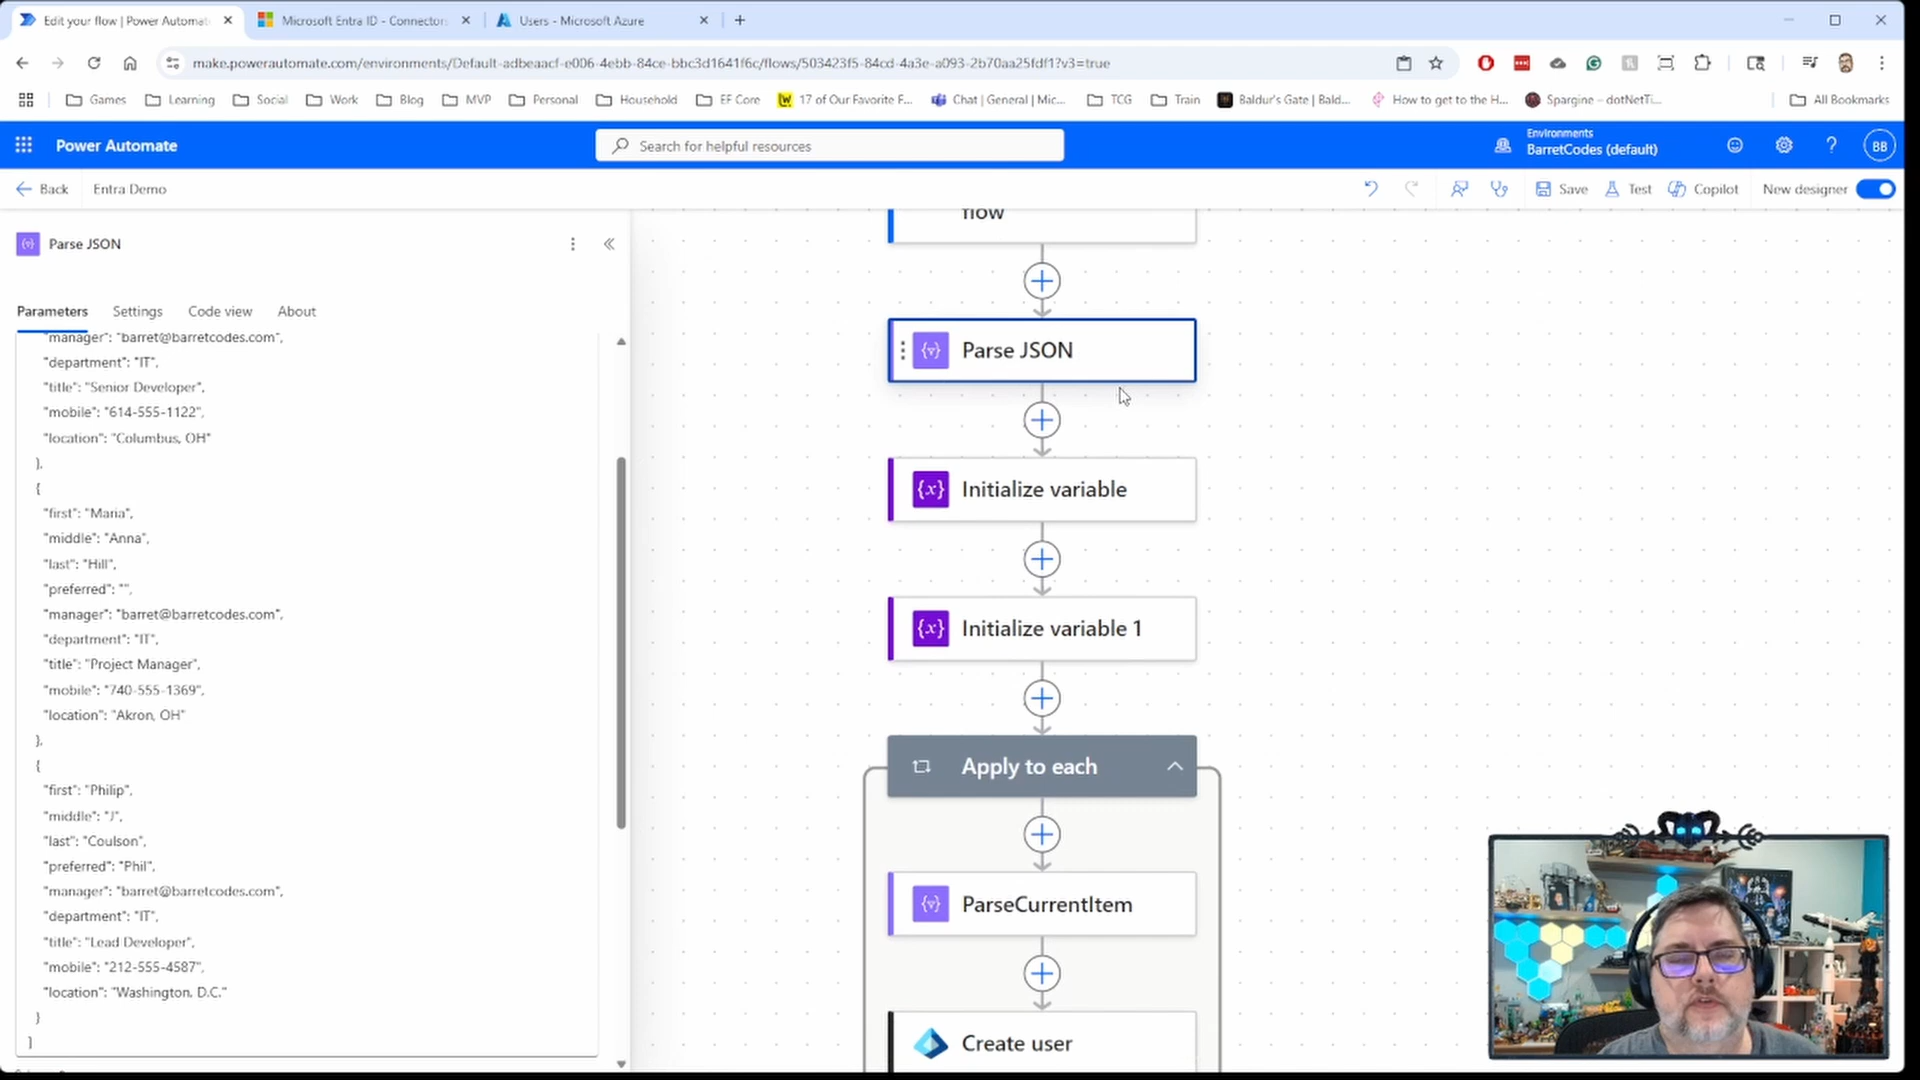 Edit your flow | Power Automat
Microsoft Entra ID - Connectors
Users - Microsoft Azure
make.powerautomate.com/environments/Default-adbeaacf-e006-4ebb-84ce-bbc3d1641f6c/flows/503423f5-84cd-4a3e-a093-2b70aa25fdf1?v3=true
Games
Learning
Social
Work
Blog
MVP
Personal
Household
EF Core
17 of Our Favorite F...
Chat | General | Mic...
TCG
Train
Baldur's Gate | Bald...
How to get to the H...
Spargine – dotNetTi...
All Bookmarks
Power Automate
Search for helpful resources
Environments
BarretCodes (default)
BB
Back
Entra Demo
Save
Test
Copilot
New designer
Parse JSON
Parameters
Settings
Code view
About
"manager": "barret@barretcodes.com",
"department": "IT",
"title": "Senior Developer",
"mobile": "614-555-1122",
"location": "Columbus, OH"
},
{
"first": "Maria",
"middle": "Anna",
"last": "Hill",
"preferred": "",
"manager": "barret@barretcodes.com",
"department": "IT",
"title": "Project Manager",
"mobile": "740-555-1369",
"location": "Akron, OH"
},
{
"first": "Philip",
"middle": "J",
"last": "Coulson",
"preferred": "Phil",
"manager": "barret@barretcodes.com",
"department": "IT",
"title": "Lead Developer",
"mobile": "212-555-4587",
"location": "Washington, D.C."
}
]
flow
Parse JSON
Initialize variable
Initialize variable 1
Apply to each
ParseCurrentItem
Create user